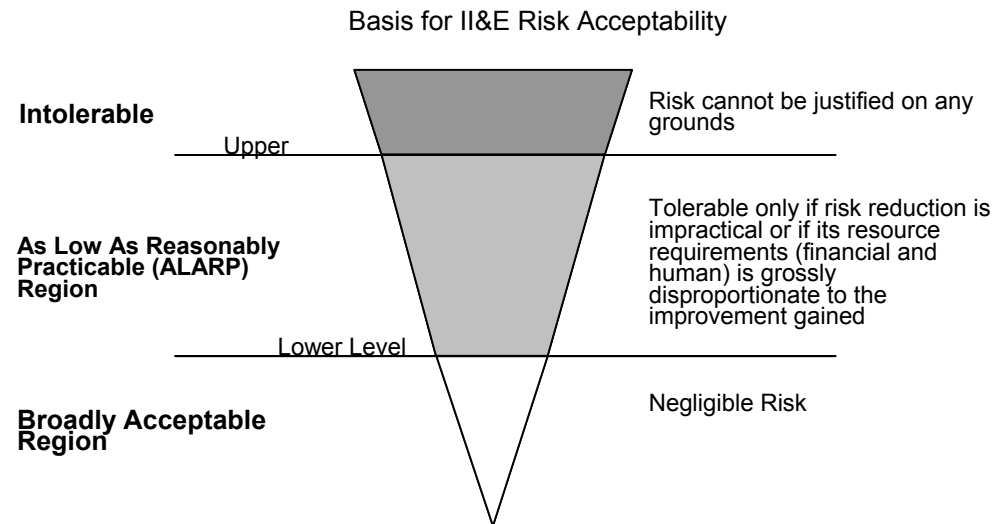 Basis for II&E Risk Acceptability
Intolerable
Risk cannot be justified on any
grounds
Upper
As Low As Reasonably
Practicable (ALARP)
Region
Tolerable only if risk reduction is
impractical or if its resource
requirements (financial and
human) is grossly
disproportionate to the
improvement gained
Lower Level
Broadly Acceptable
Region
Negligible Risk